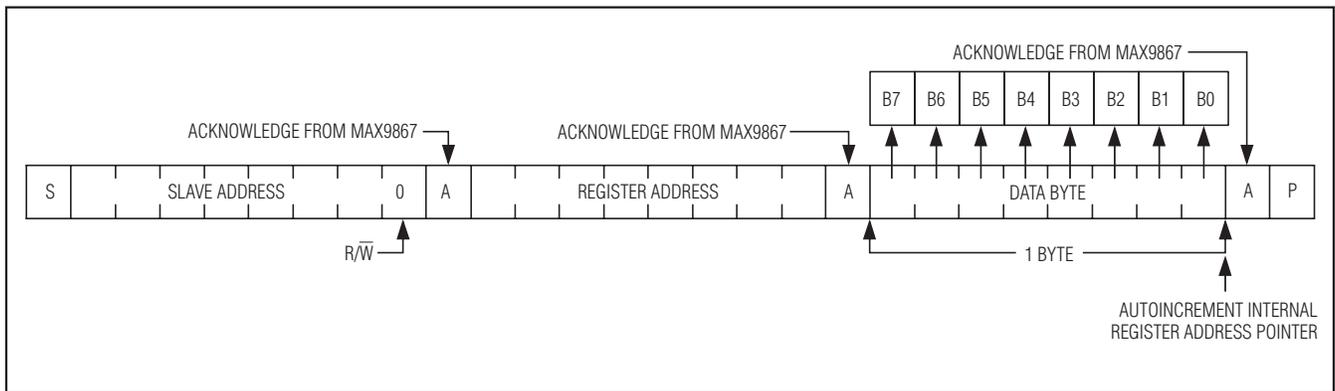 ACKNOWLEDGE FROM MAX9867
B7 B6 B5 B4 B3 B2 B1 B0
ACKNOWLEDGE FROM MAX9867 ACKNOWLEDGE FROM MAX9867
S SLAVE ADDRESS 0 A REGISTER ADDRESS A DATA BYTE A P
R/W̅ 1 BYTE
AUTOINCREMENT INTERNAL
REGISTER ADDRESS POINTER